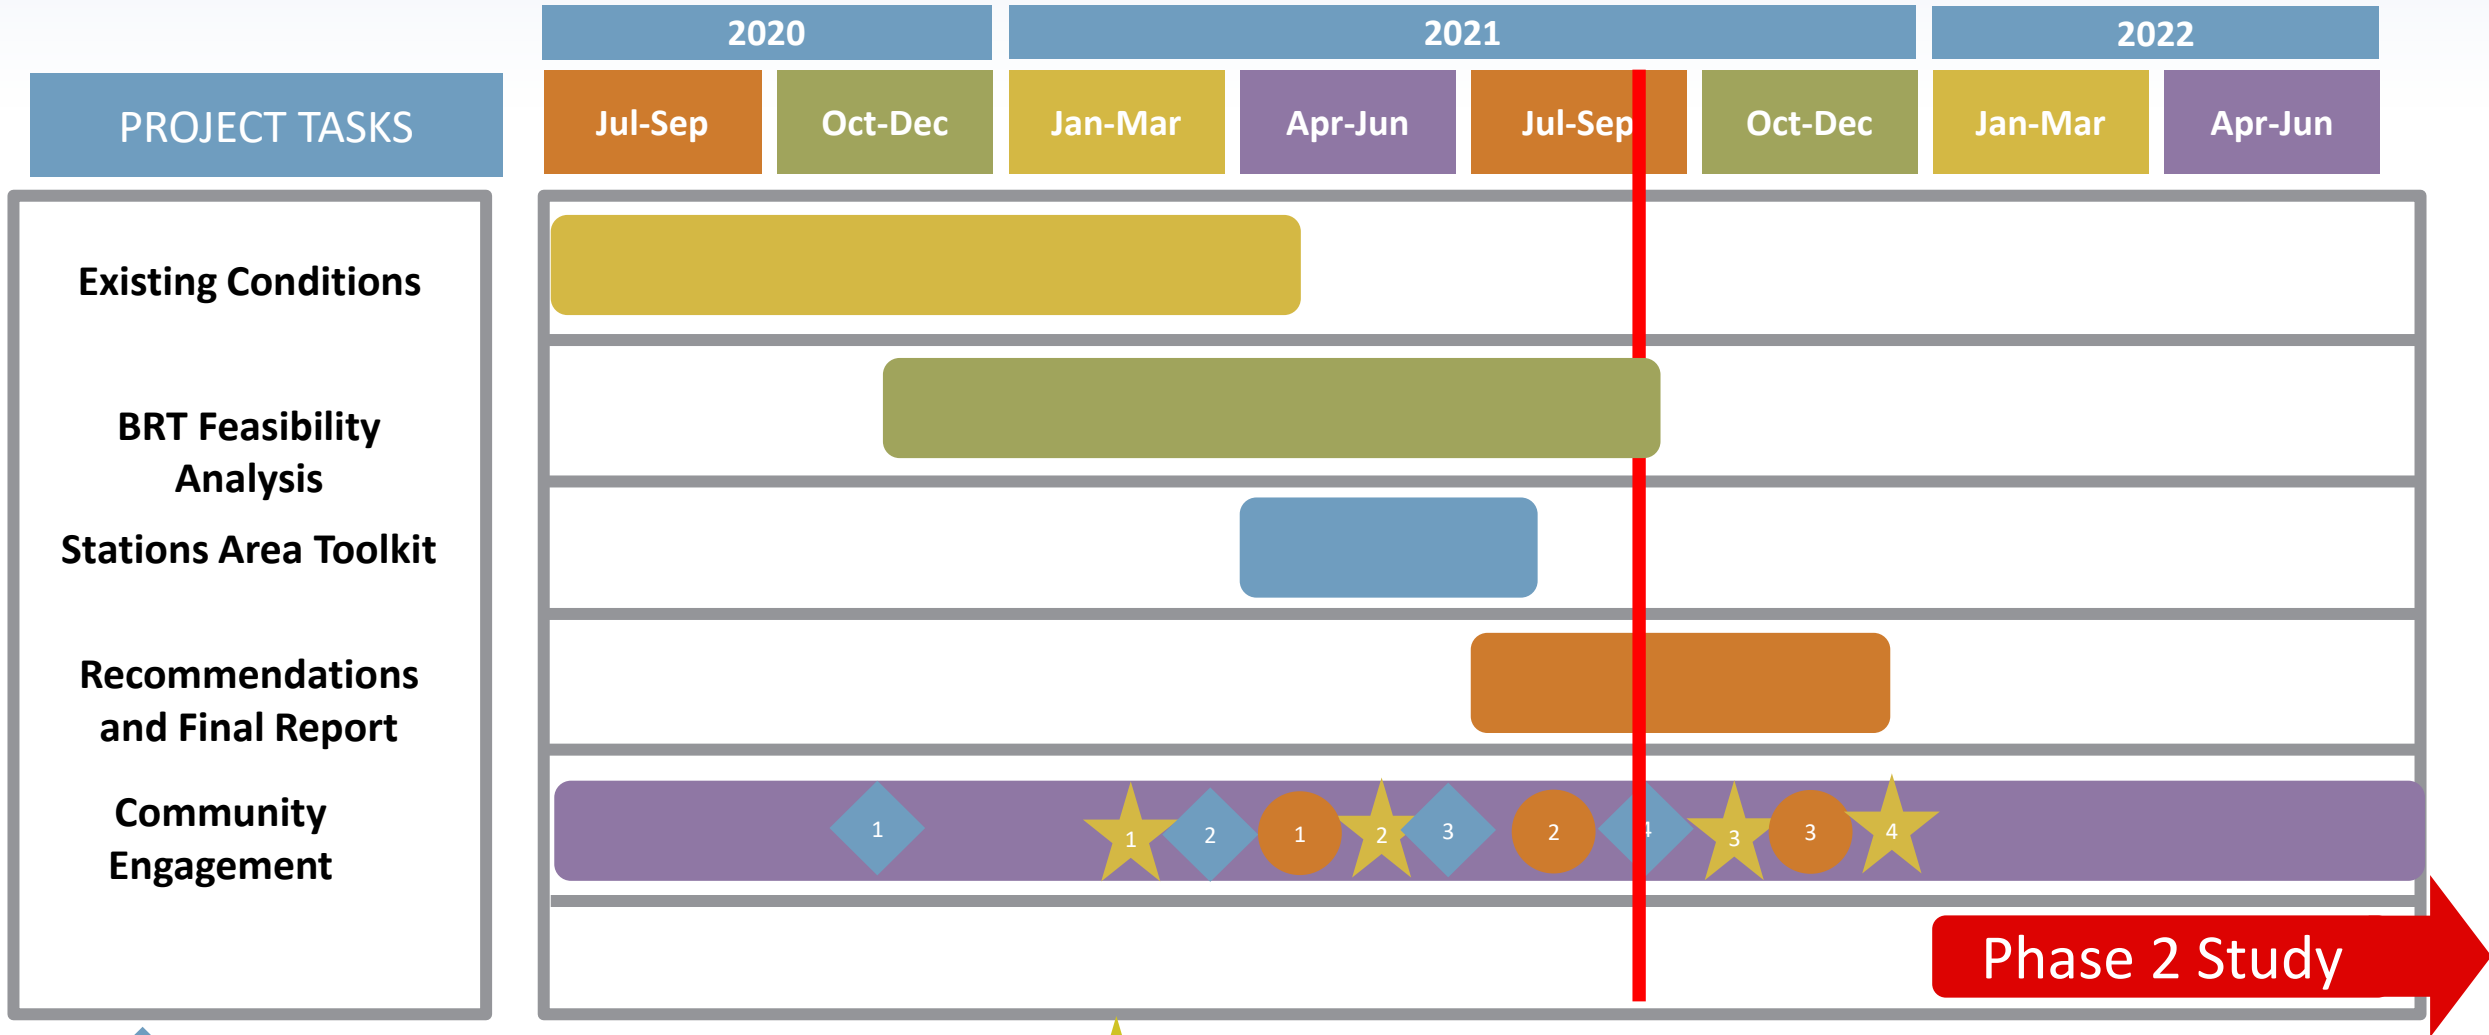 2020
2021
2022
PROJECT TASKS
Jul-Sep
Oct-Dec
Jan-Mar
Apr-Jun
Jul-Sep
Oct-Dec
Jan-Mar
Apr-Jun
Existing Conditions
BRT Feasibility
Analysis
Stations Area Toolkit
Recommendations
and Final Report
Community
Engagement
1
1
2
1
2
3
2
4
3
3
4
Phase 2 Study